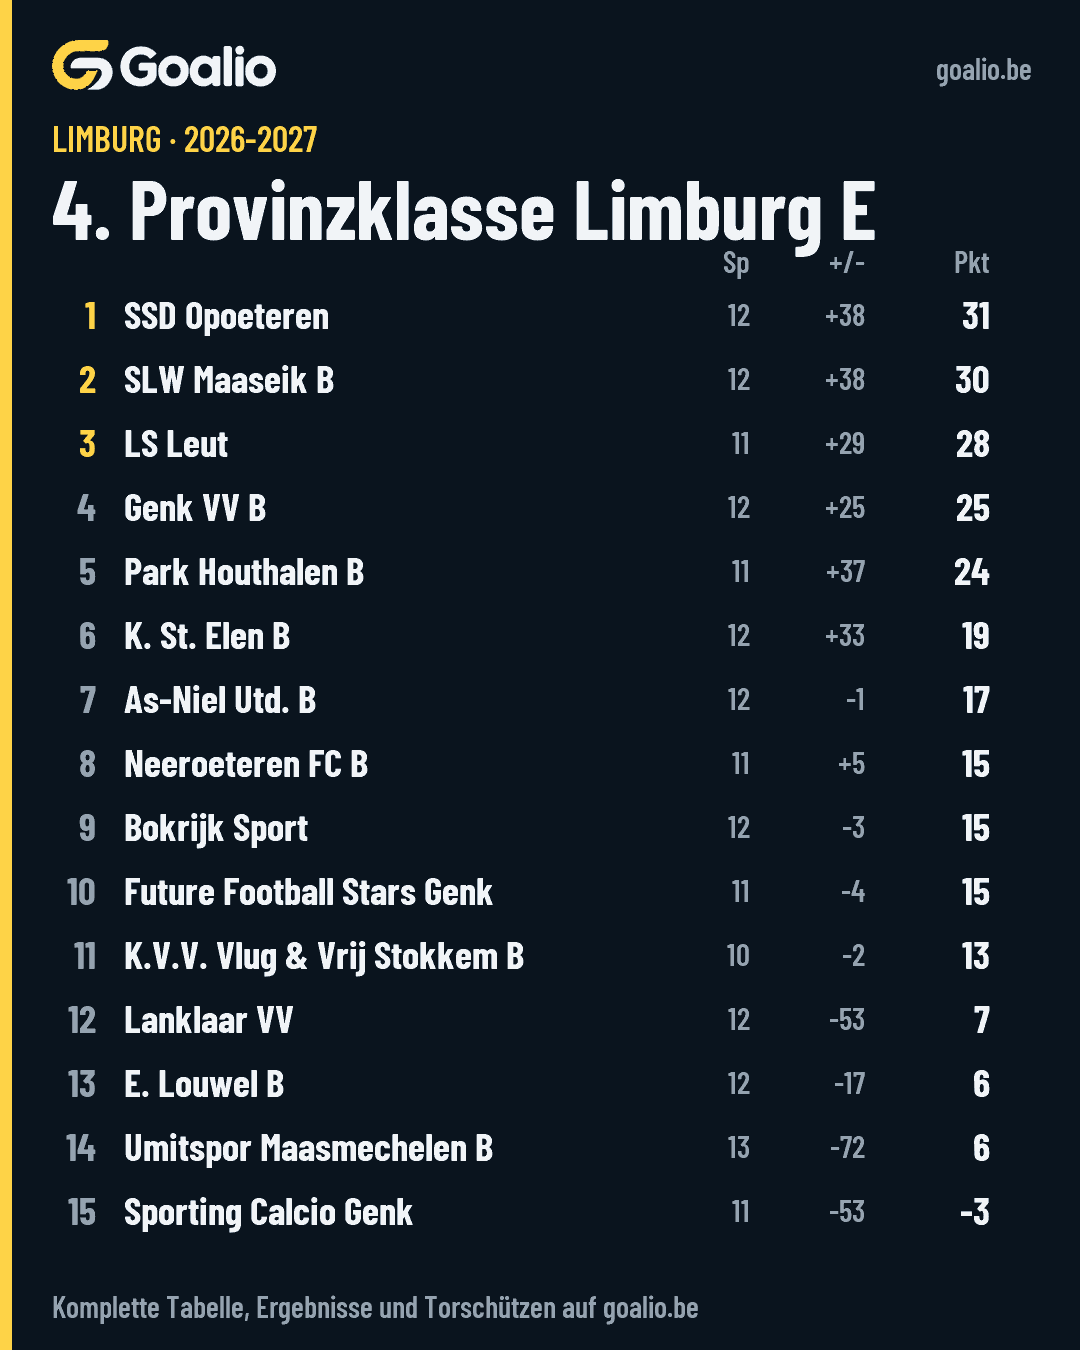 Goalio
goalio.be
LIMBURG · 2026-2027
4. Provinzklasse Limburg E
Sp +/- Pkt
1 SSD Opoeteren 12 +38 31
2 SLW Maaseik B 12 +38 30
3 LS Leut 11 +29 28
4 Genk VV B 12 +25 25
5 Park Houthalen B 11 +37 24
6 K. St. Elen B 12 +33 19
7 As-Niel Utd. B 12 -1 17
8 Neeroeteren FC B 11 +5 15
9 Bokrijk Sport 12 -3 15
10 Future Football Stars Genk 11 -4 15
11 K.V.V. Vlug & Vrij Stokkem B 10 -2 13
12 Lanklaar VV 12 -53 7
13 E. Louwel B 12 -17 6
14 Umitspor Maasmechelen B 13 -72 6
15 Sporting Calcio Genk 11 -53 -3
Komplette Tabelle, Ergebnisse und Torschützen auf goalio.be